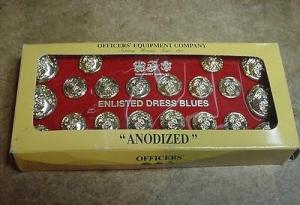 OFFICERS' EQUIPMENT COMPANY
ENLISTED DRESS BLUES
"ANODIZED"
OFFICERS'